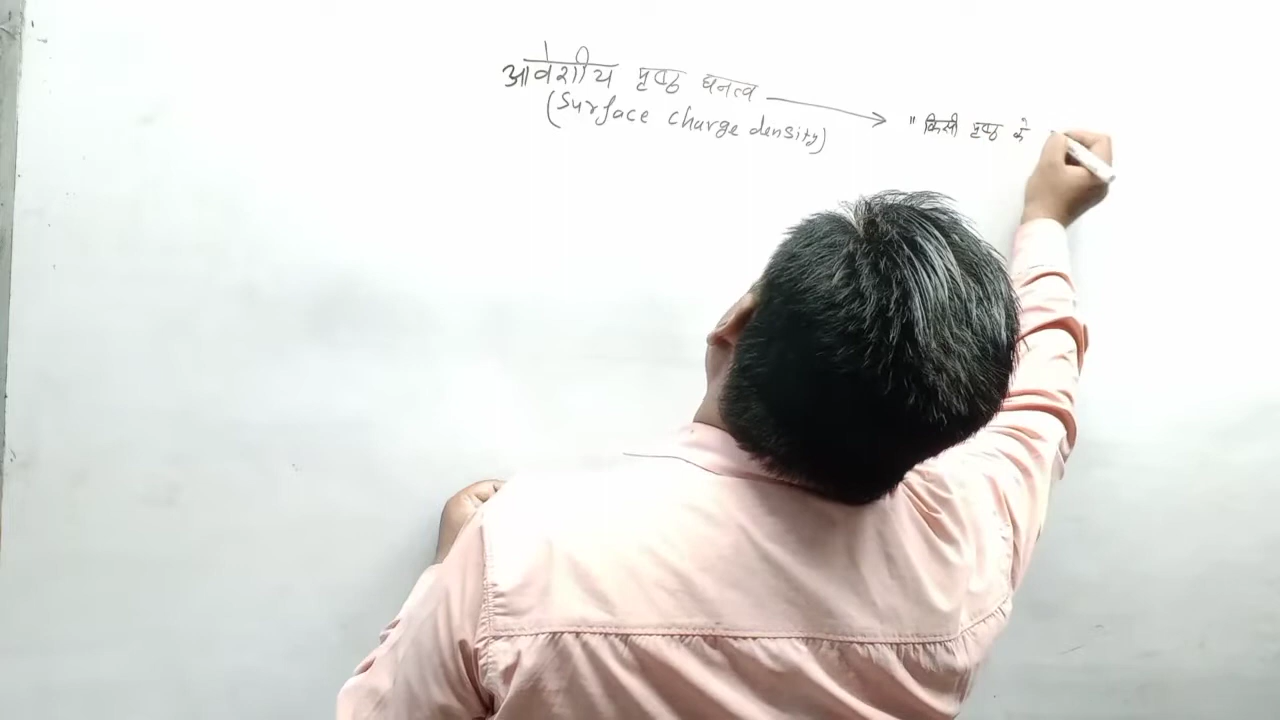 आवेशीय पृष्ठ घनत्व → " किसी पृष्ठ के
(Surface charge density)